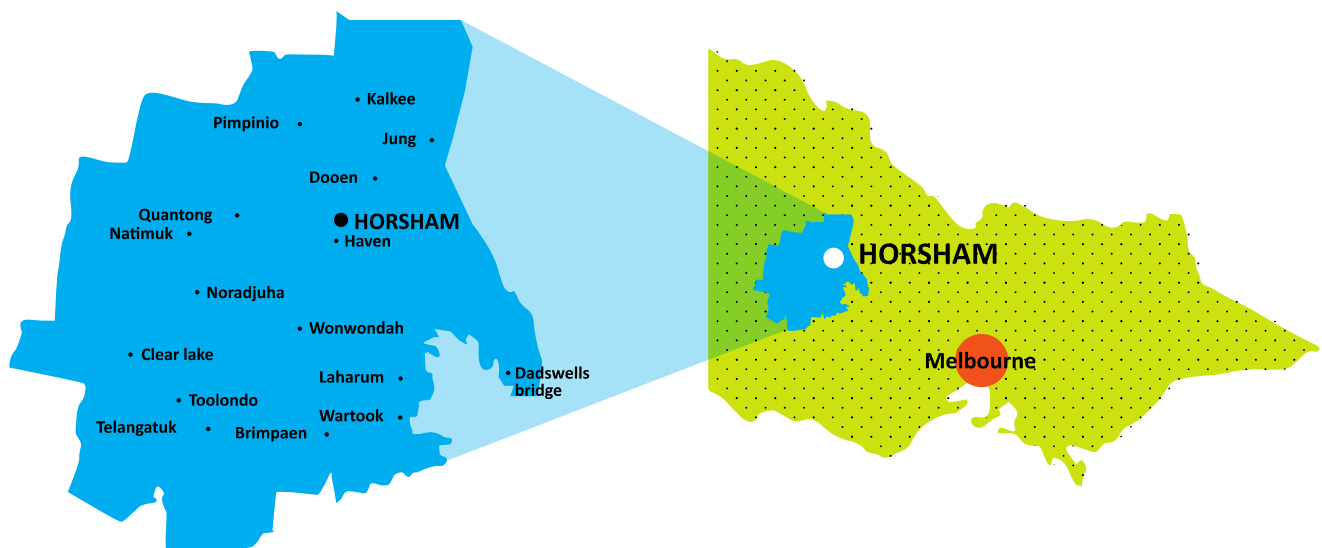 Kalkee
Pimpinio
Jung
Dooen
Quantong
HORSHAM
Natimuk
Haven
Noradjuha
Wonwondah
Clear lake
Laharum
Dadswells
bridge
Toolondo
Wartook
Telangatuk
Brimpaen
HORSHAM
Melbourne